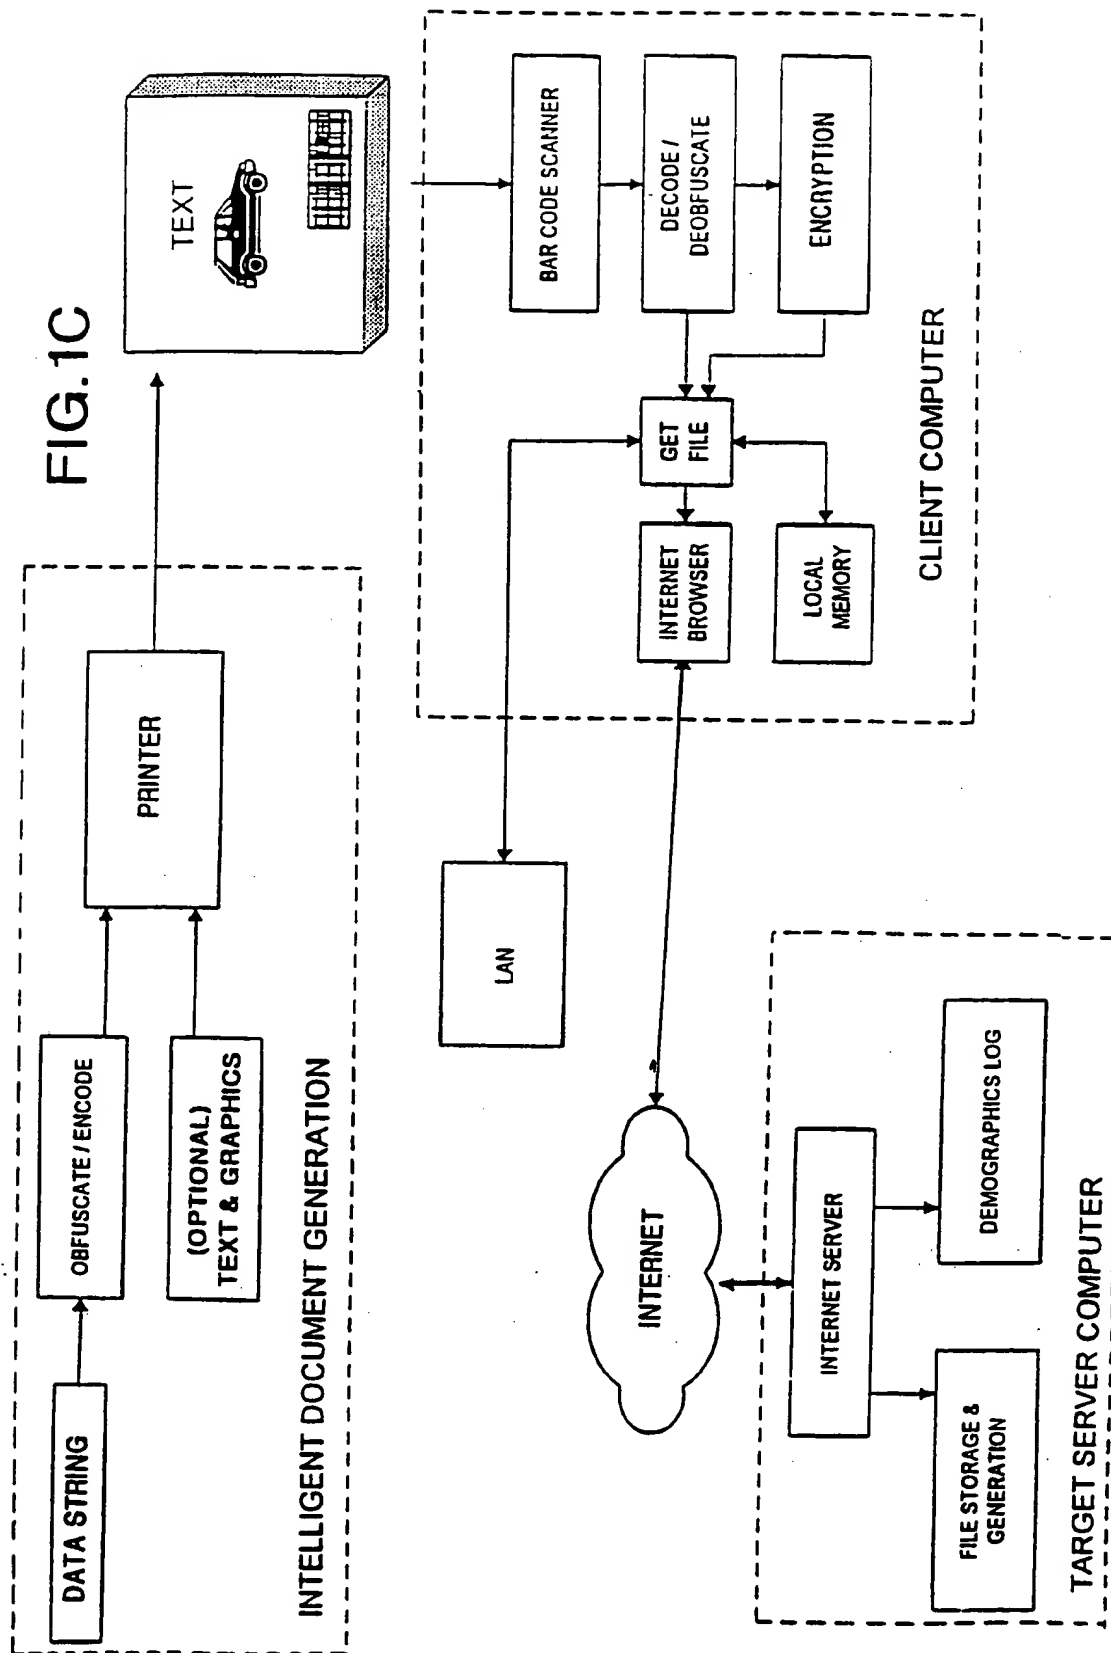 FIG.1C
DATA STRING
OBFUSCATE / ENCODE
(OPTIONAL)
TEXT & GRAPHICS
PRINTER
INTELLIGENT DOCUMENT GENERATION
TEXT
LAN
BAR CODE SCANNER
DECODE /
DEOBFUSCATE
ENCRYPTION
GET
FILE
INTERNET
BROWSER
LOCAL
MEMORY
CLIENT COMPUTER
INTERNET
INTERNET SERVER
FILE STORAGE &
GENERATION
DEMOGRAPHICS LOG
TARGET SERVER COMPUTER